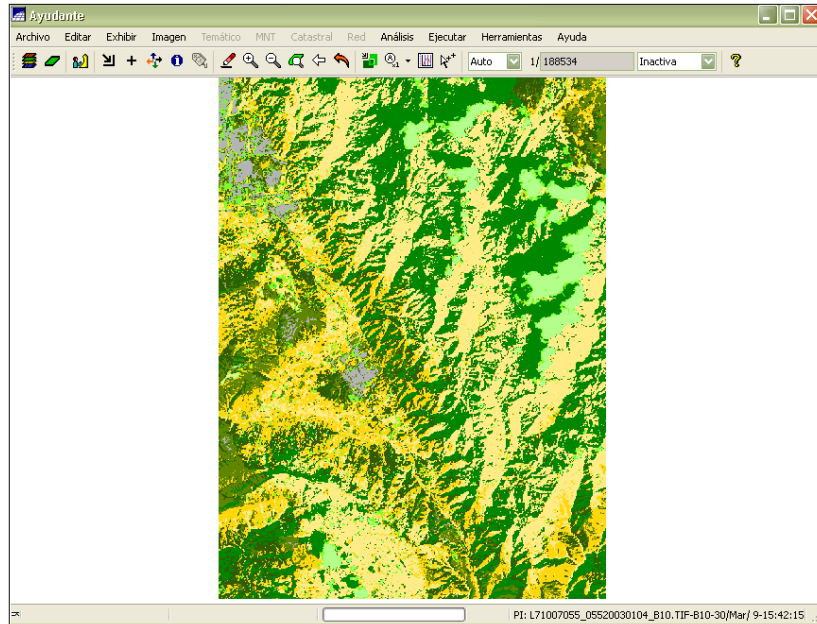 Ayudante
Archivo Editar Exhibir Imagen Temático MNT Catastral Red Análisis Ejecutar Herramientas Ayuda
Auto 1/ 188534 Inactiva
PI: L71007055_05520030104_B10.TIF-B10-30/Mar/ 9-15:42:15